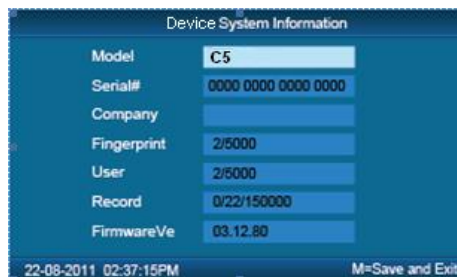 Device System Information
Model C5
Serial# 0000 0000 0000 0000
Company
Fingerprint 2/5000
User 2/5000
Record 0/22/150000
FirmwareVe 03.12.80
22-08-2011 02:37:15PM M=Save and Exit